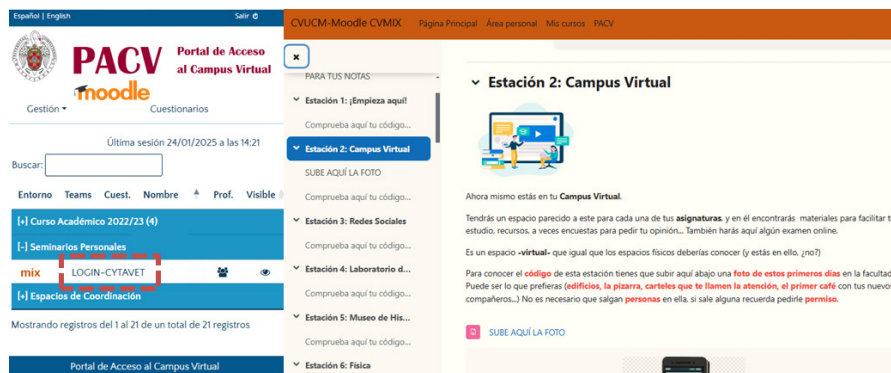 Español | English
Salir
PACV
Portal de Acceso
al Campus Virtual
moodle
Gestión
Cuestionarios
Última sesión 24/01/2025 a las 14:21
Buscar:
Entorno Teams Cuest. Nombre Prof. Visible
[+] Curso Académico 2022/23 (4)
[-] Seminarios Personales
mix LOGIN-CYTAVET
[+] Espacios de Coordinación
Mostrando registros del 1 al 21 de un total de 21 registros
Portal de Acceso al Campus Virtual
CVUCM-Moodle CVMIX Página Principal Área personal Mis cursos PACV
PARA TUS NOTAS
Estación 1: ¡Empieza aquí!
Comprueba aquí tu código...
Estación 2: Campus Virtual
SUBE AQUÍ LA FOTO
Comprueba aquí tu código...
Estación 3: Redes Sociales
Comprueba aquí tu código...
Estación 4: Laboratorio d...
Comprueba aquí tu código...
Estación 5: Museo de His...
Comprueba aquí tu código...
Estación 6: Física
Estación 2: Campus Virtual
Ahora mismo estás en tu Campus Virtual.
Tendrás un espacio parecido a este para cada una de tus asignaturas, y en él encontrarás materiales para facilitar t
estudio, recursos, a veces encuestas para pedir tu opinión... También harás aquí algún examen online.
Es un espacio -virtual- que igual que los espacios físicos deberías conocer (y estás en ello, ¿no?)
Para conocer el código de esta estación tienes que subir aquí abajo una foto de estos primeros días en la facultad
Puede ser lo que prefieras (edificios, la pizarra, carteles que te llamen la atención, el primer café con tus nuevos
compañeros...) No es necesario que salgan personas en ella, si sale alguna recuerda pedirle permiso.
SUBE AQUÍ LA FOTO